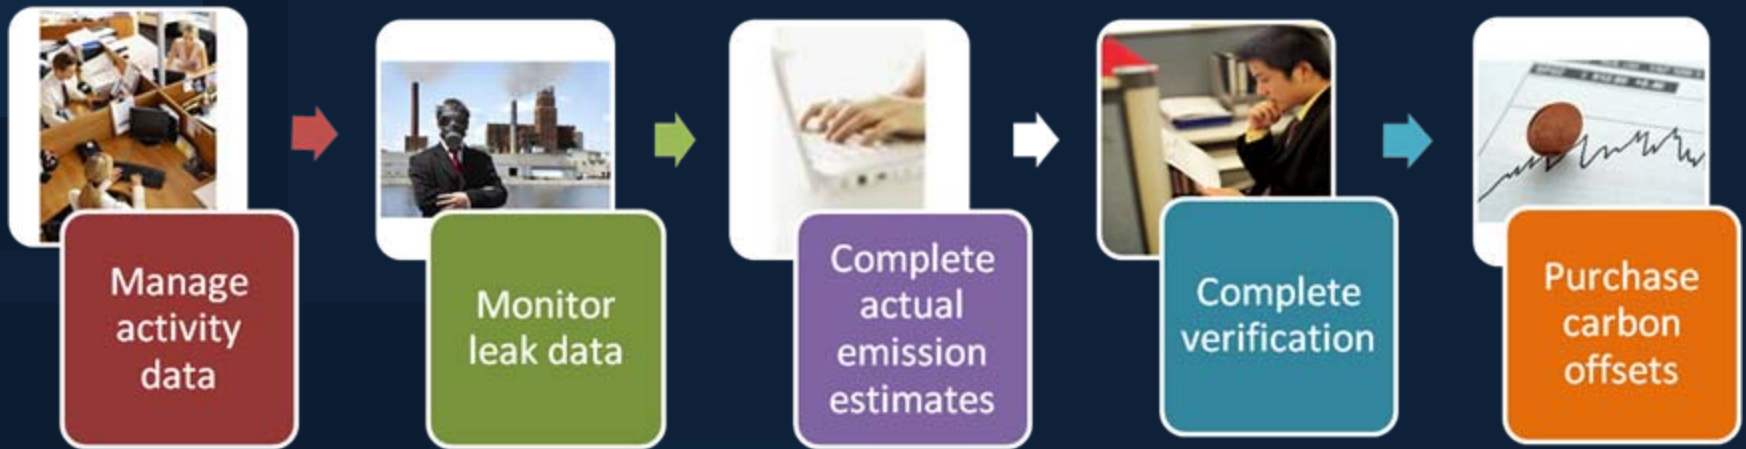 Manage
activity
data
Monitor
leak data
Complete
actual
emission
estimates
Complete
verification
Purchase
carbon
offsets